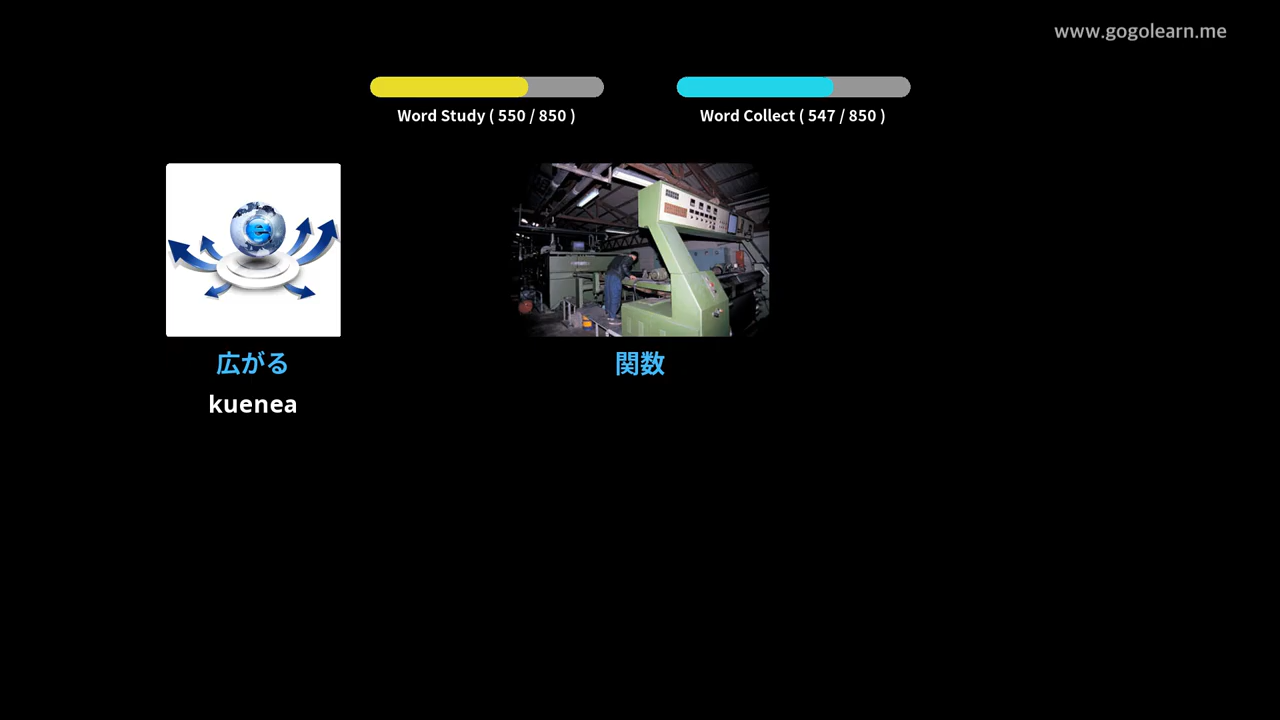 www.gogolearn.me
Word Study ( 550 / 850 )
Word Collect ( 547 / 850 )
広がる
関数
kuenea